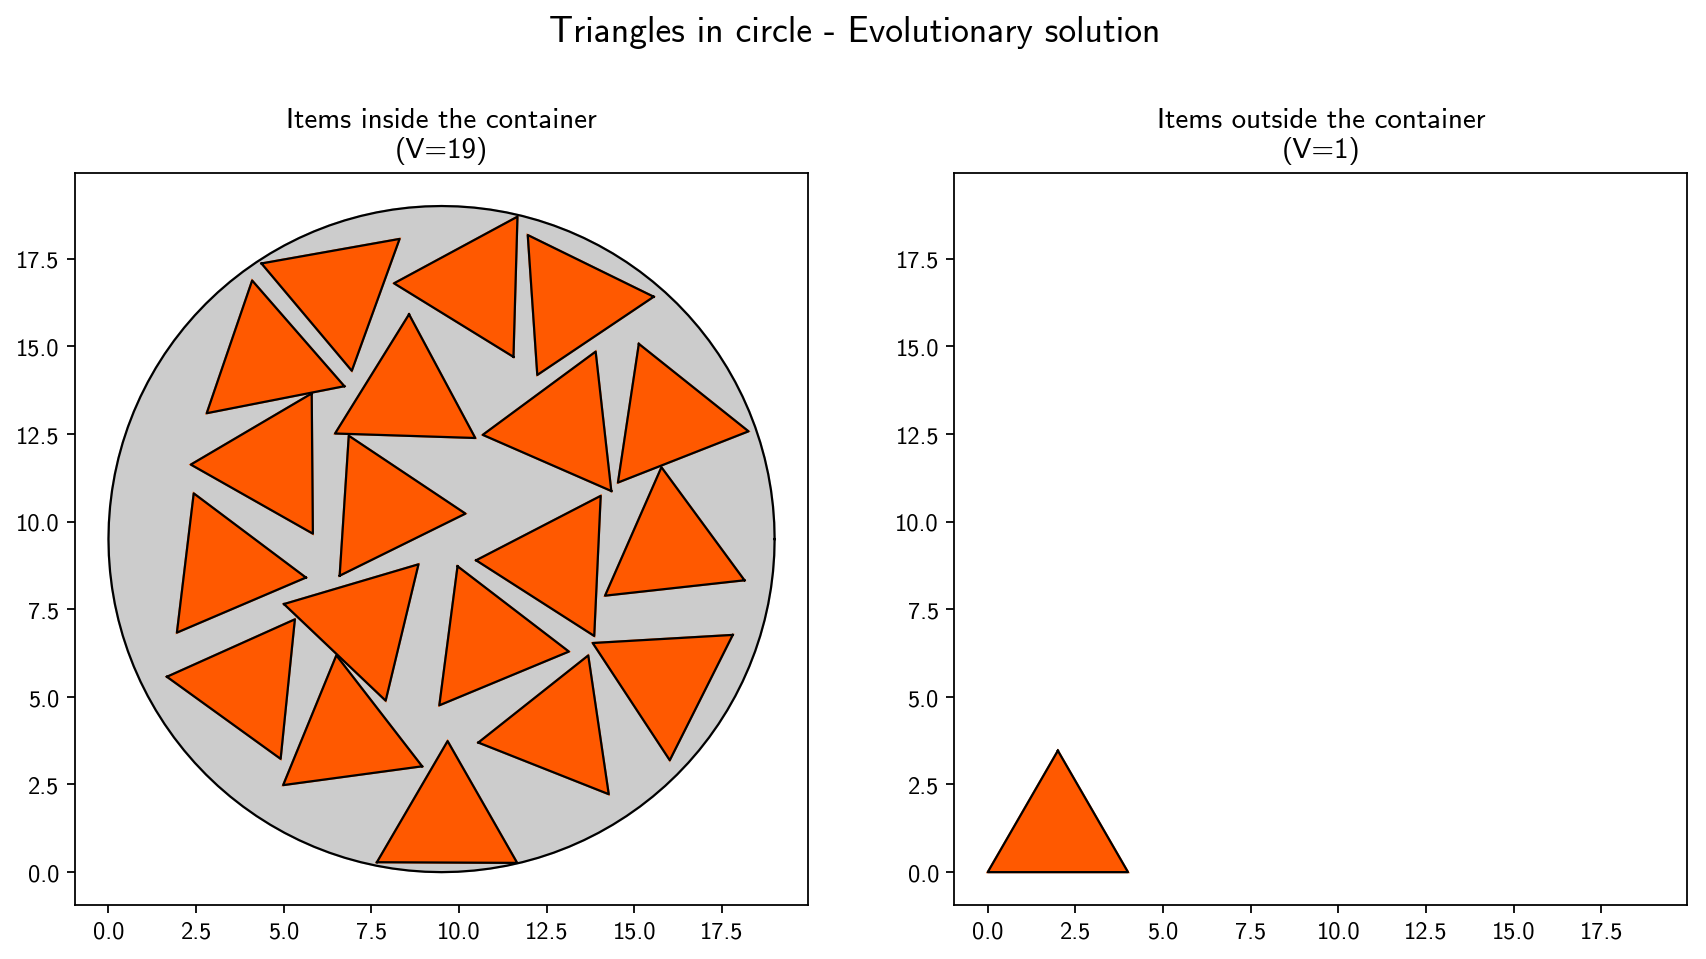 Triangles in circle - Evolutionary solution
Items inside the container
(V=19)
17.5
15.0
12.5
10.0
7.5
5.0
2.5
0.0
0.0 2.5 5.0 7.5 10.0 12.5 15.0 17.5
Items outside the container
(V=1)
17.5
15.0
12.5
10.0
7.5
5.0
2.5
0.0
0.0 2.5 5.0 7.5 10.0 12.5 15.0 17.5